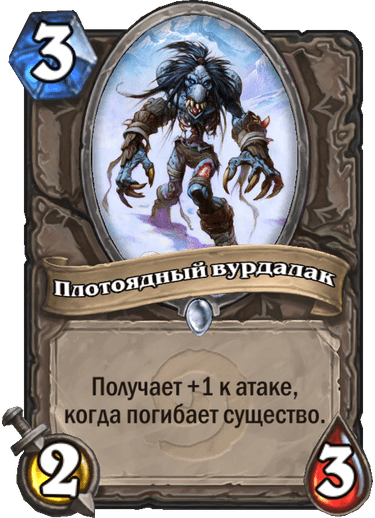 3
Плотоядный вурдалак
Получает +1 к атаке,
когда погибает существо.
2
3